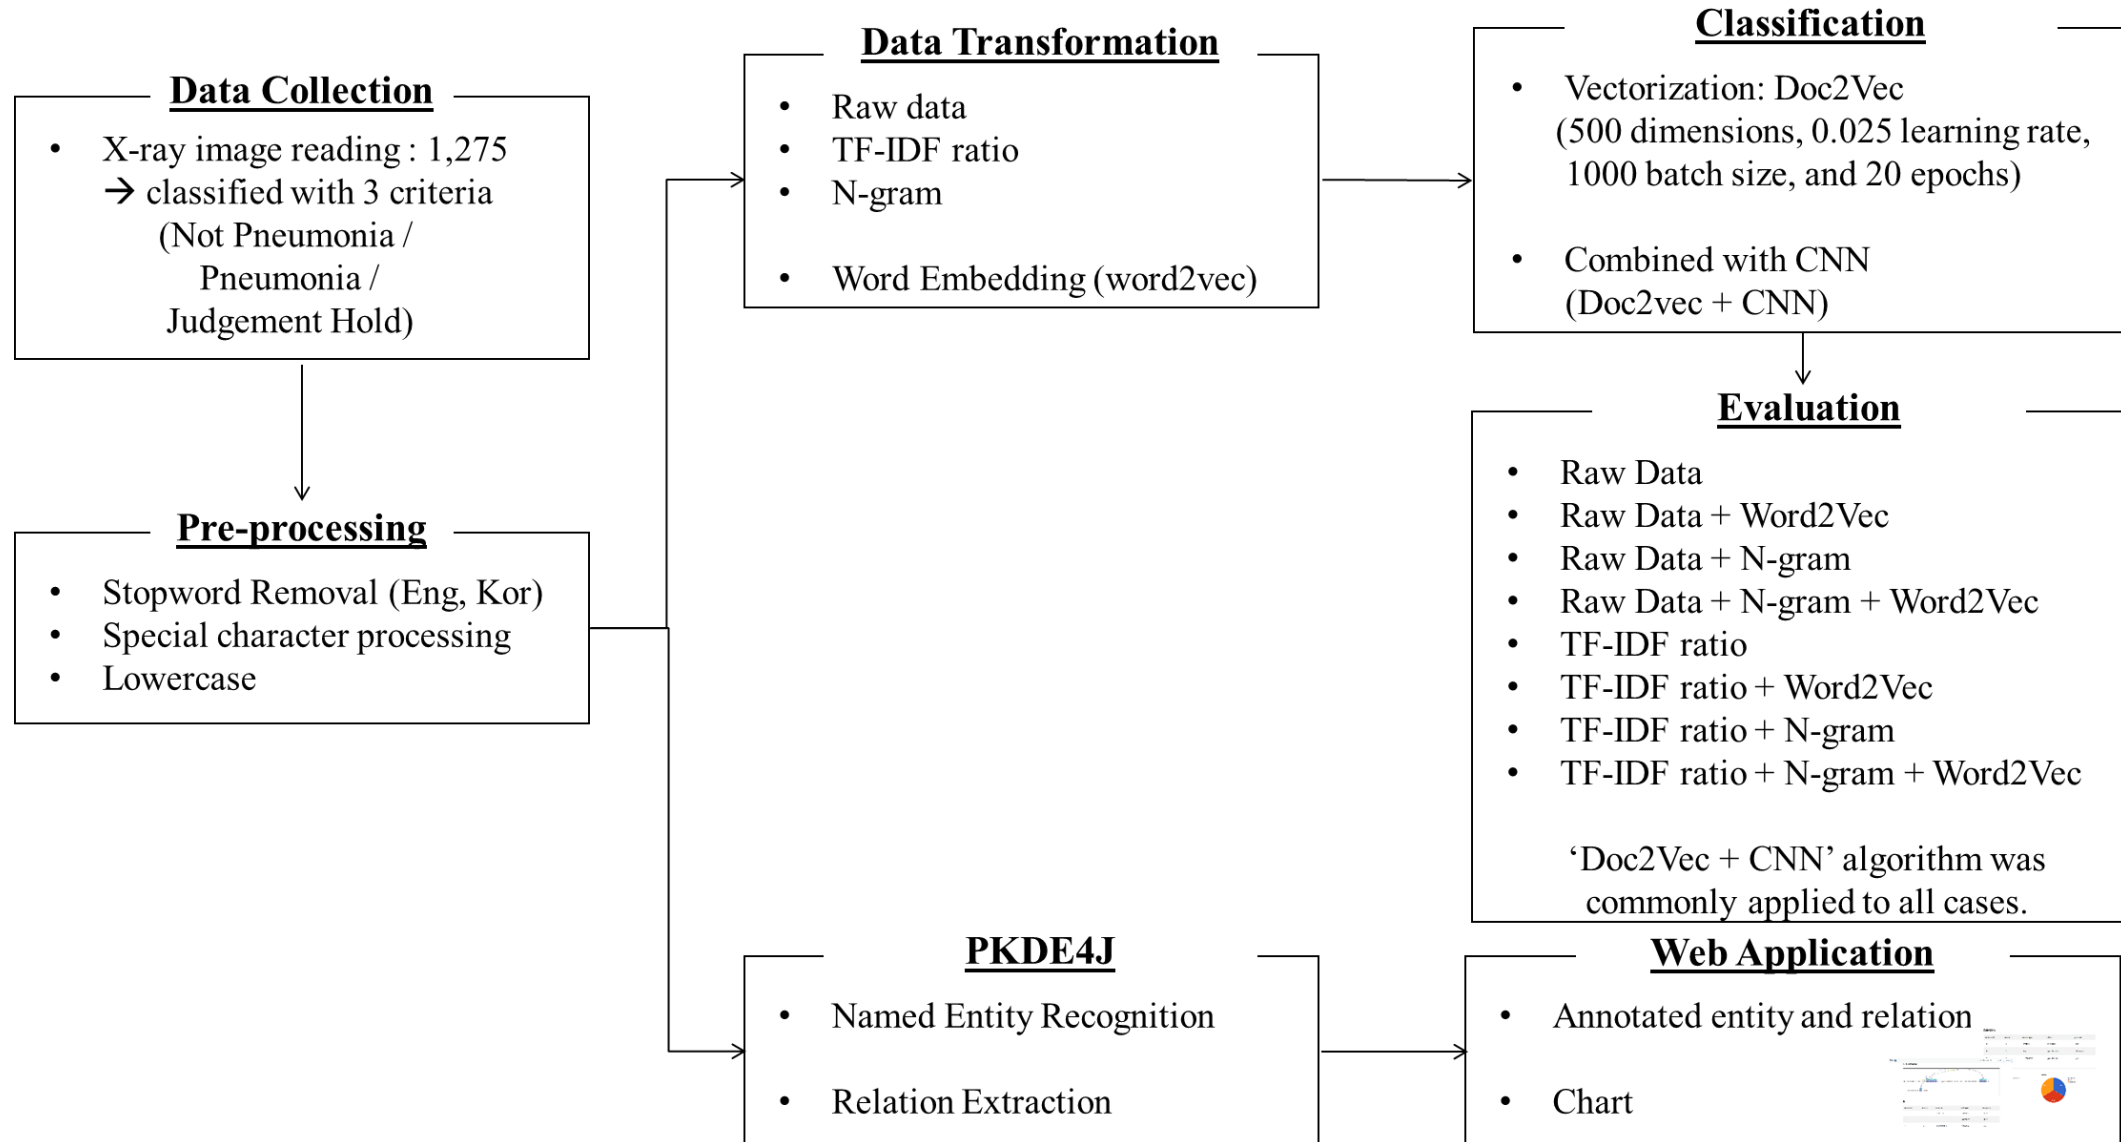 Data Collection
• X-ray image reading : 1,275
→ classified with 3 criteria
(Not Pneumonia /
Pneumonia /
Judgement Hold)
Pre-processing
• Stopword Removal (Eng, Kor)
• Special character processing
• Lowercase
Data Transformation
• Raw data
• TF-IDF ratio
• N-gram
• Word Embedding (word2vec)
Classification
• Vectorization: Doc2Vec
(500 dimensions, 0.025 learning rate,
1000 batch size, and 20 epochs)
• Combined with CNN
(Doc2vec + CNN)
Evaluation
• Raw Data
• Raw Data + Word2Vec
• Raw Data + N-gram
• Raw Data + N-gram + Word2Vec
• TF-IDF ratio
• TF-IDF ratio + Word2Vec
• TF-IDF ratio + N-gram
• TF-IDF ratio + N-gram + Word2Vec
‘Doc2Vec + CNN’ algorithm was
commonly applied to all cases.
PKDE4J
• Named Entity Recognition
• Relation Extraction
Web Application
• Annotated entity and relation
• Chart